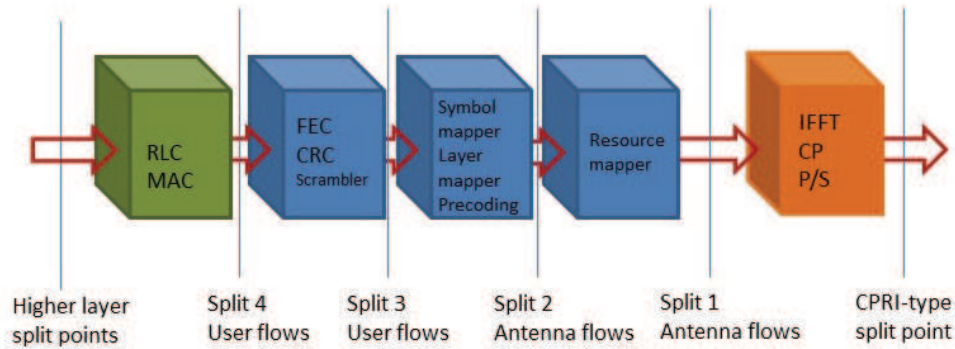 RLC
MAC
FEC
CRC
Scrambler
Symbol
mapper
Layer
mapper
Precoding
Resource
mapper
IFFT
CP
P/S
Higher layer
split points
Split 4
User flows
Split 3
User flows
Split 2
Antenna flows
Split 1
Antenna flows
CPRI-type
split point